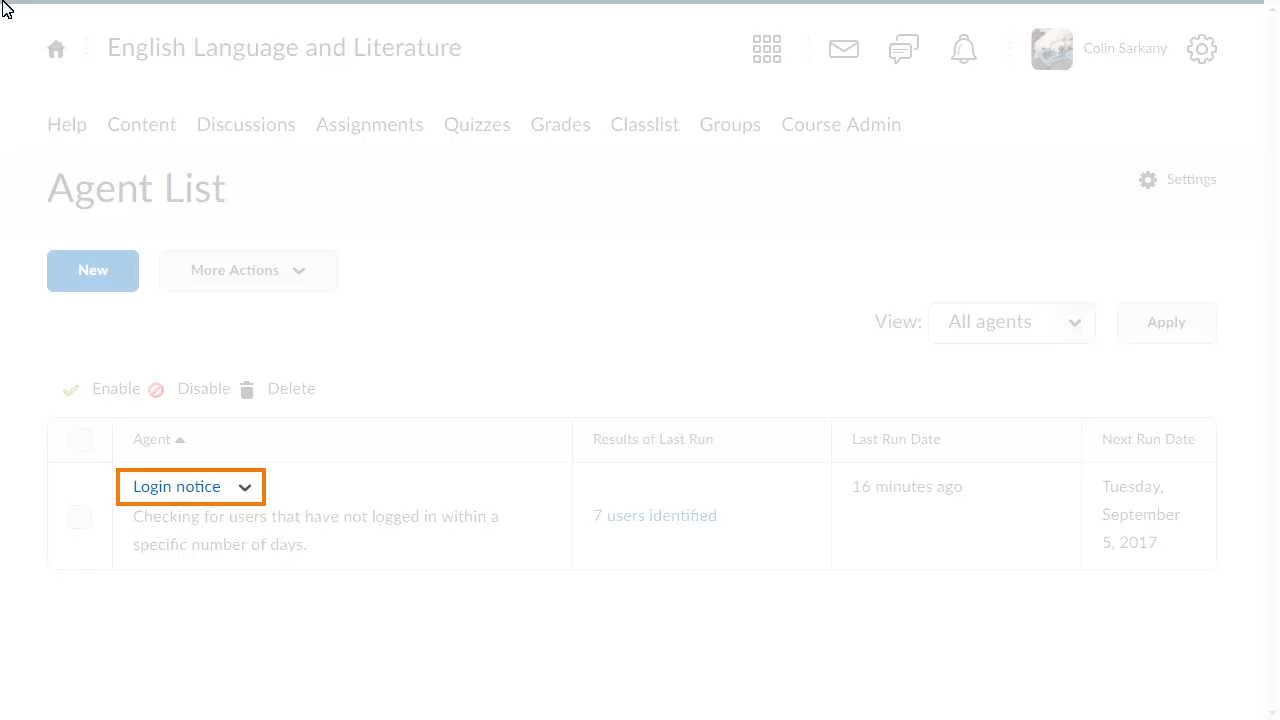 English Language and Literature
Colin Sarkany
Help Content Discussions Assignments Quizzes Grades Classlist Groups Course Admin
Agent List
Settings
New More Actions
View: All agents Apply
Enable Disable Delete
Agent Results of Last Run Last Run Date Next Run Date
Login notice
Checking for users that have not logged in within a
specific number of days.
7 users identified
16 minutes ago
Tuesday,
September
5, 2017